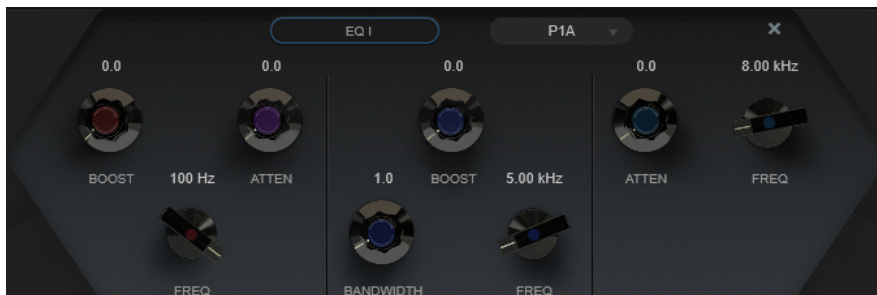 EQ I P1A ×
0.0 0.0 0.0 0.0 8.00 kHz
BOOST 100 Hz ATTEN 1.0 BOOST 5.00 kHz ATTEN FREQ
FREQ BANDWIDTH FREQ